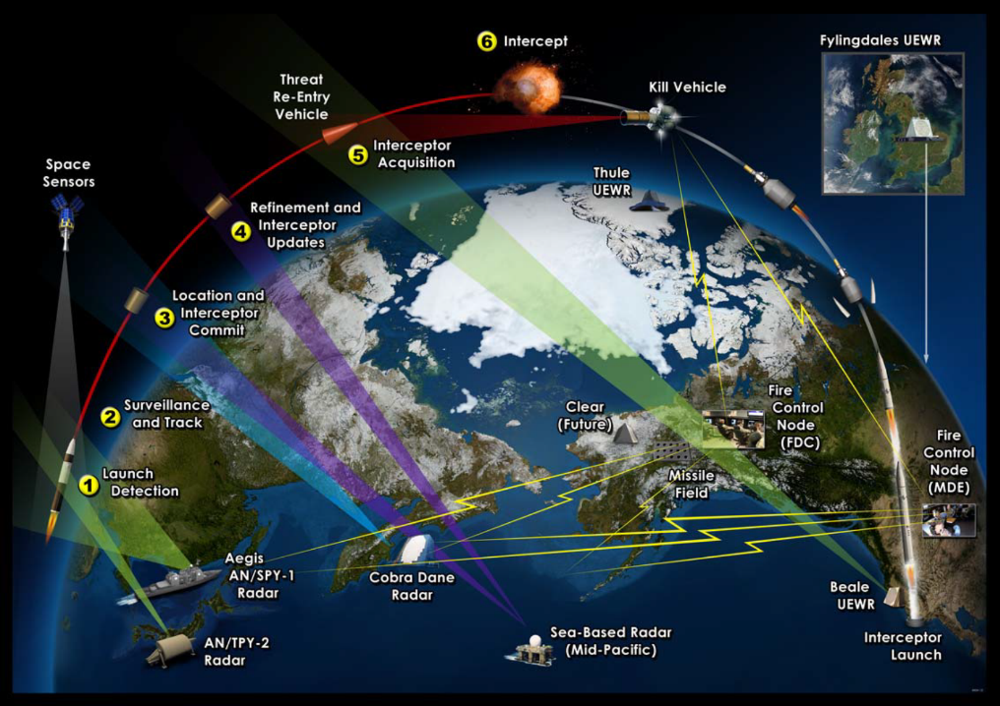 6 Intercept
Fylingdales UEWR
Threat
Re-Entry
Vehicle
Kill Vehicle
5 Interceptor
Acquisition
Space
Sensors
Thule
UEWR
4 Refinement and
Interceptor
Updates
3 Location and
Interceptor
Commit
2 Surveillance
and Track
Clear
(Future)
Fire
Control
Node
(FDC)
Fire
Control
Node
(MDE)
1 Launch
Detection
Missile
Field
Aegis
AN/SPY-1
Radar
Cobra Dane
Radar
Beale
UEWR
AN/TPY-2
Radar
Sea-Based Radar
(Mid-Pacific)
Interceptor
Launch